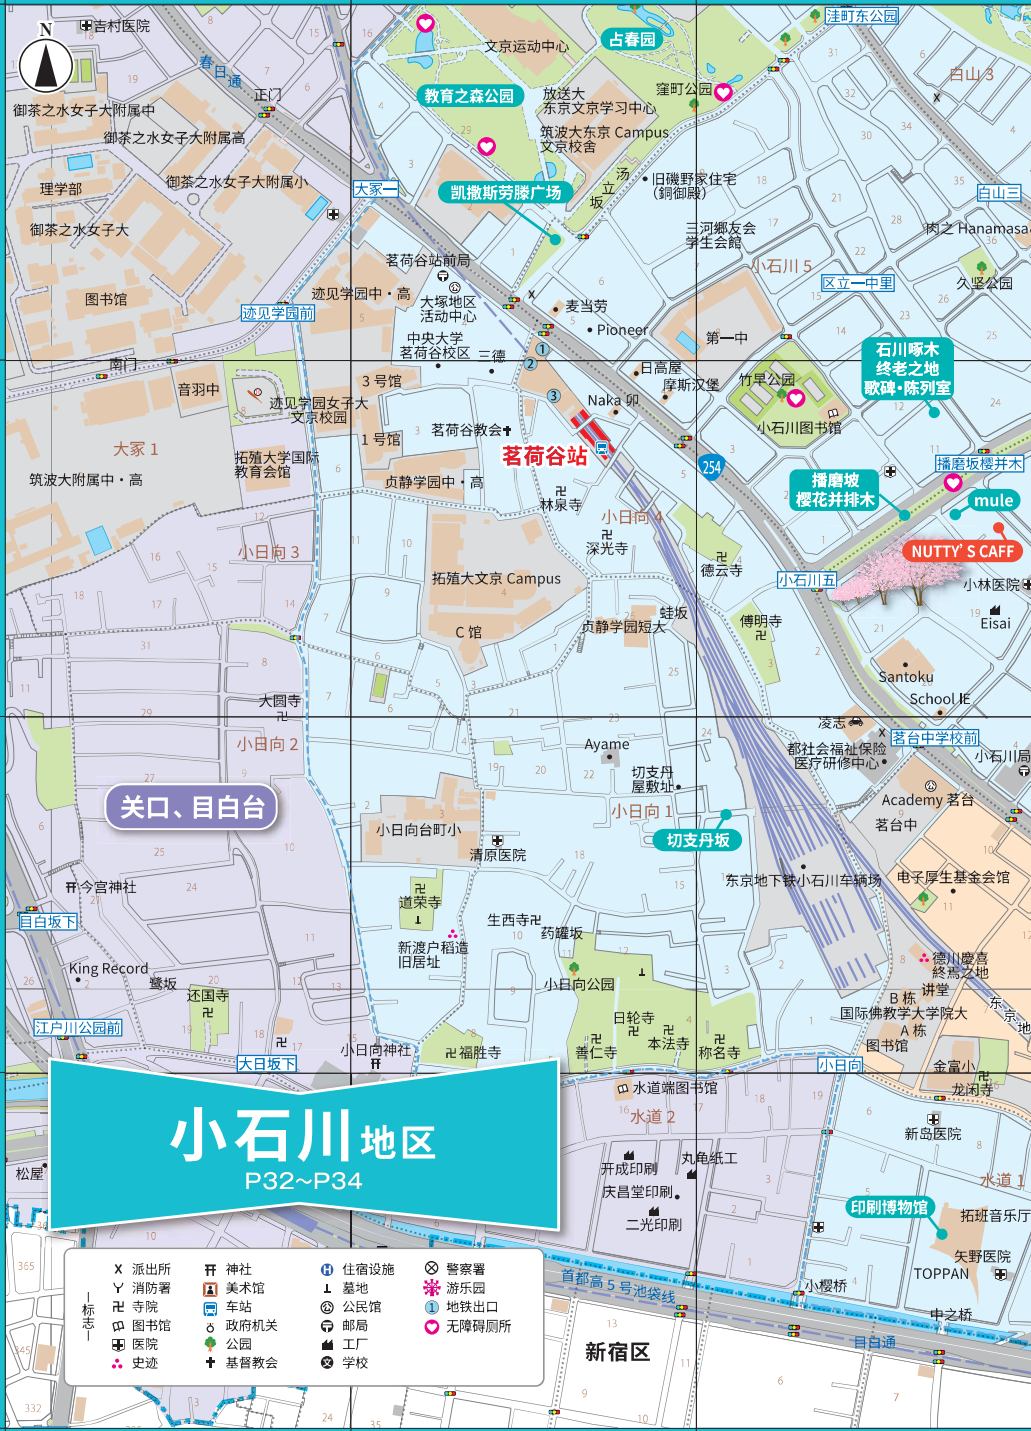 N
吉村医院
文京运动中心
占春园
洼町东公园
春日通
正门
教育之森公园
放送大
东京文京学习中心
窪町公园
白山 3
御茶之水女子大附属中
御茶之水女子大附属高
筑波大东京 Campus
文京校舍
理学部
御茶之水女子大附属小
大冢一
凯撒斯劳滕广场
汤立坂
旧磯野家住宅
(銅御殿)
白山三
御茶之水女子大
三河鄉友会
学生会館
肉之 Hanamasa
茗荷谷站前局
小石川 5
图书馆
迹见学园中・高
大塚地区
活动中心
区立一中里
久坚公园
迹见学园前
麦当劳
Pioneer
中央大学
茗荷谷校区
三德
第一中
石川啄木
终老之地
歌碑・陈列室
南门
音羽中
3 号馆
日高屋
摩斯汉堡
竹早公园
Naka 卯
迹见学园女子大
文京校园
大冢 1
1 号馆
茗荷谷教会
小石川图书馆
茗荷谷站
254
播磨坂樱并木
拓殖大学国际
教育会馆
筑波大附属中・高
贞静学园中・高
林泉寺
播磨坡
樱花并排木
mule
小日向 4
NUTTY'S CAFF
小日向 3
深光寺
拓殖大文京 Campus
德云寺
小石川五
小林医院
Eisai
C 馆
贞静学园短大
蛙坂
傅明寺
Santoku
大圆寺
School IE
小日向 2
凌志
茗台中学校前
Ayame
都社会福祉保险
医疗研修中心
小石川局
关口、目白台
切支丹
屋敷址
小日向 1
Academy 茗台
茗台中
小日向台町小
切支丹坂
清原医院
今宫神社
东京地下铁小石川车辆场
电子厚生基金会馆
道荣寺
目白坂下
生西寺
药罐坂
新渡户稻造
旧居址
King Record
鹭坂
小日向公园
德川慶喜
終焉之地
还国寺
讲堂
B 栋
国际佛教学大学院大
A 栋
东京地
江户川公园前
日轮寺
本法寺
图书馆
小日向神社
福胜寺
善仁寺
称名寺
大日坂下
小日向
金富小
龙闲寺
水道端图书馆
小石川地区
P32~P34
水道 2
新岛医院
丸龟纸工
松屋
开成印刷
水道 1
庆昌堂印刷
印刷博物馆
拓班音乐厅
二光印刷
矢野医院
TOPPAN
首都高 5 号池袋线
小樱桥
中之桥
新宿区
目白通
标志
派出所
消防署
寺院
图书馆
医院
史迹
神社
美术馆
车站
政府机关
公园
基督教会
住宿设施
墓地
公民馆
邮局
工厂
学校
警察署
游乐园
地铁出口
无障碍厕所